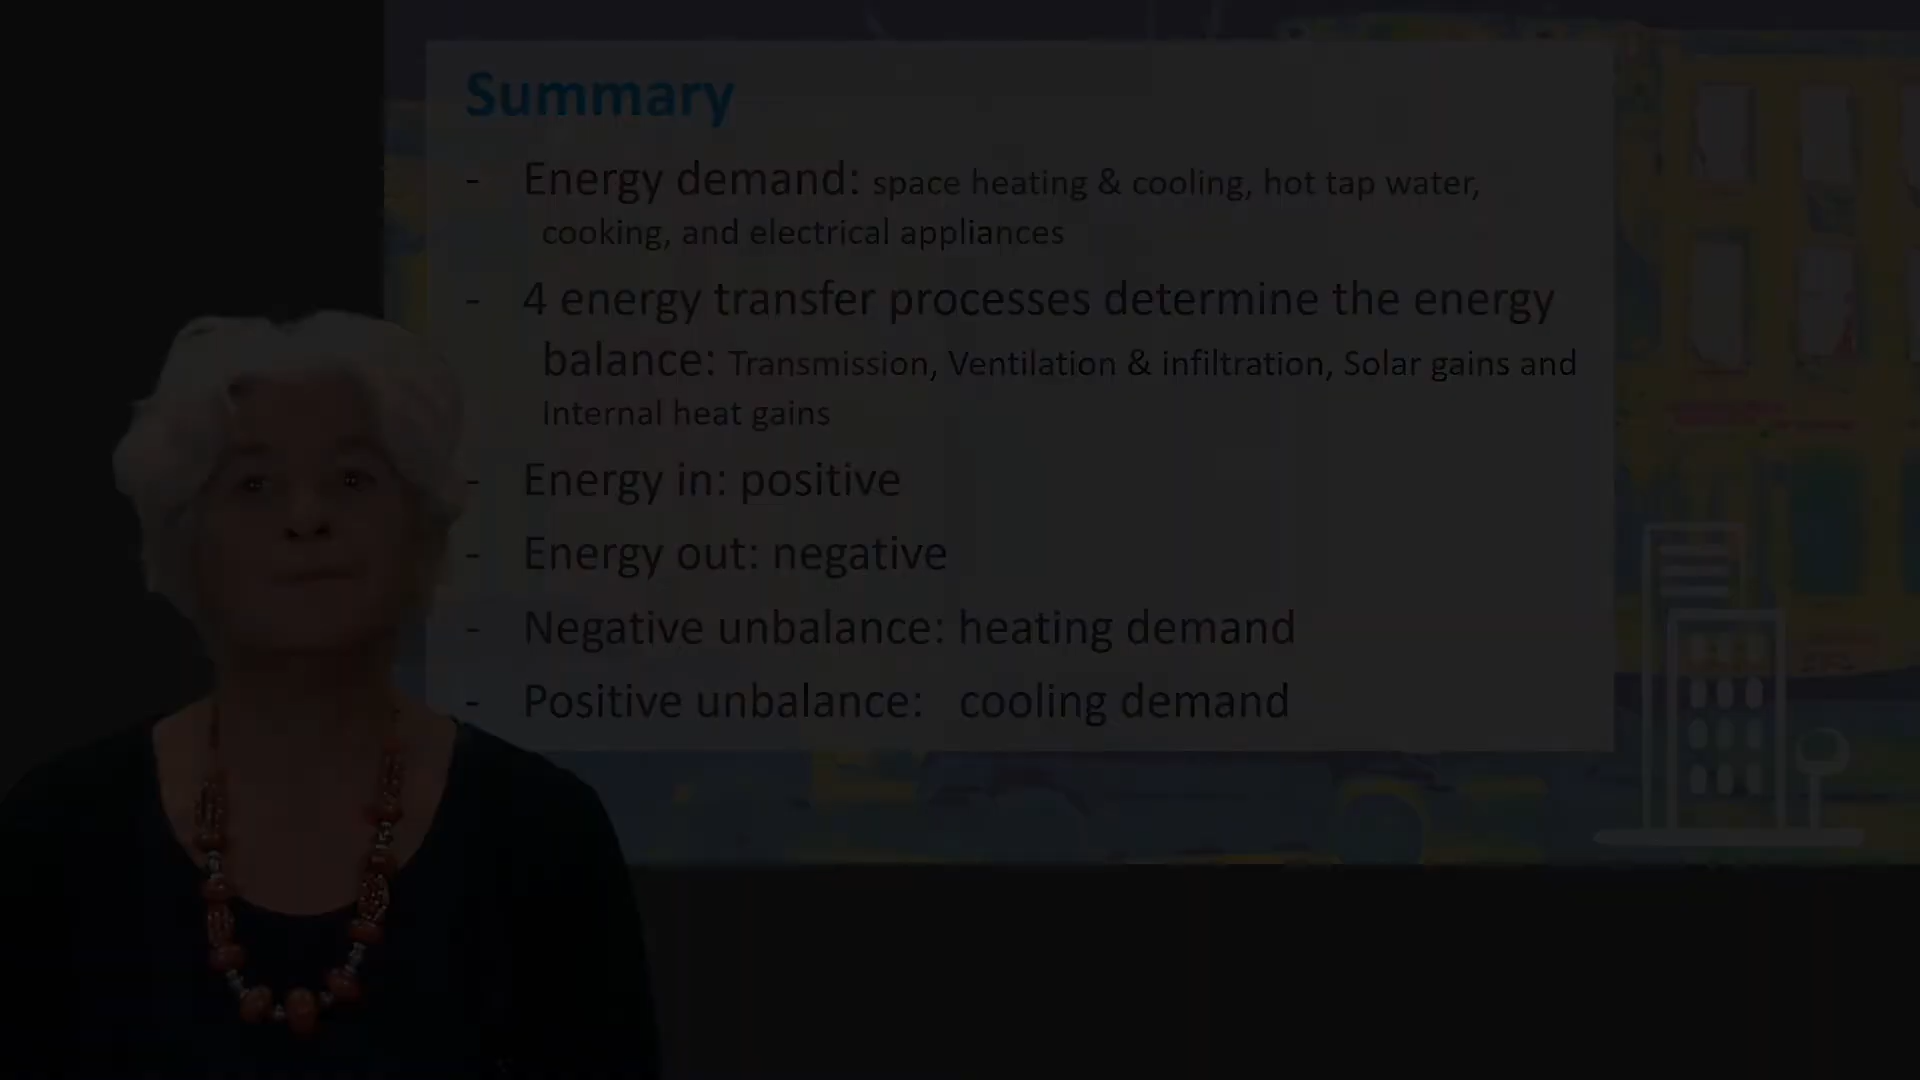 Summary
- Energy demand: space heating & cooling, hot tap water,
cooking, and electrical appliances
- 4 energy transfer processes determine the energy
balance: Transmission, Ventilation & infiltration, Solar gains and
Internal heat gains
- Energy in: positive
- Energy out: negative
- Negative unbalance: heating demand
- Positive unbalance: cooling demand